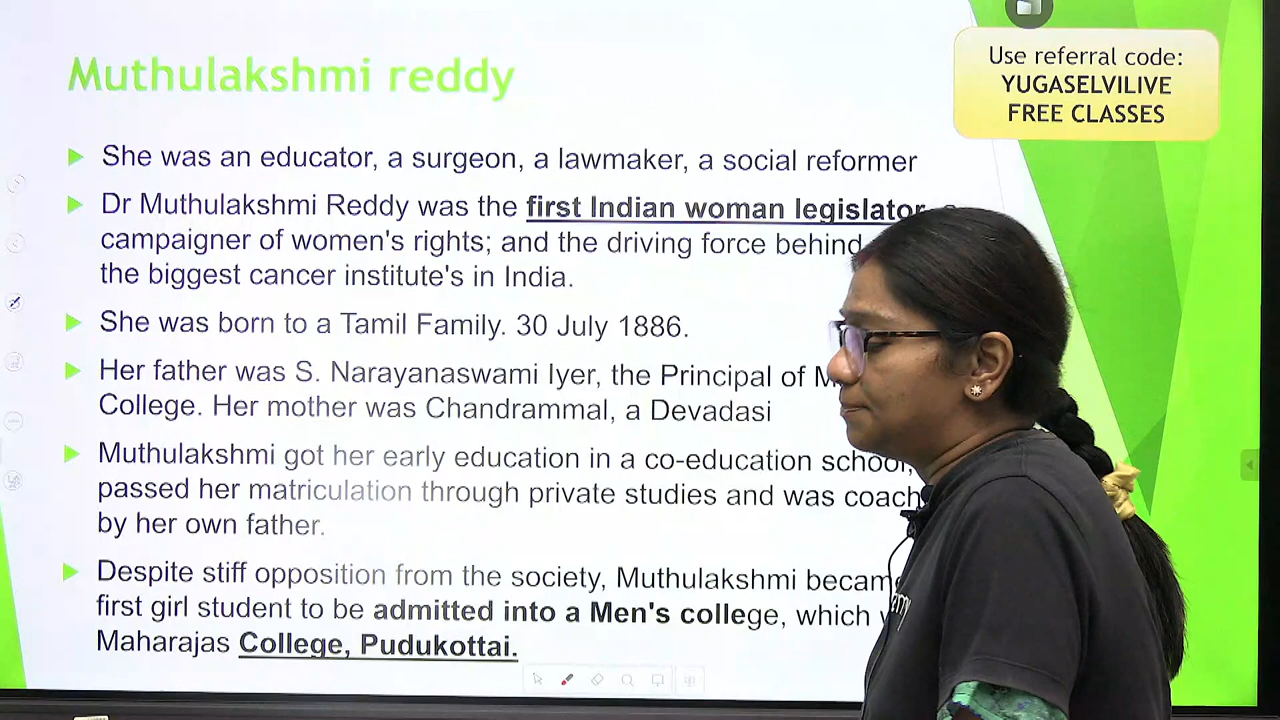 Muthulakshmi reddy
Use referral code:
YUGASELVILIVE
FREE CLASSES
She was an educator, a surgeon, a lawmaker, a social reformer
Dr Muthulakshmi Reddy was the first Indian woman legislator,
campaigner of women's rights; and the driving force behind
the biggest cancer institute's in India.
She was born to a Tamil Family. 30 July 1886.
Her father was S. Narayanaswami Iyer, the Principal of
College. Her mother was Chandrammal, a Devadasi
Muthulakshmi got her early education in a co-education school,
passed her matriculation through private studies and was
by her own father.
Despite stiff opposition from the society, Muthulakshmi
first girl student to be admitted into a Men's college, which
Maharajas College, Pudukottai.